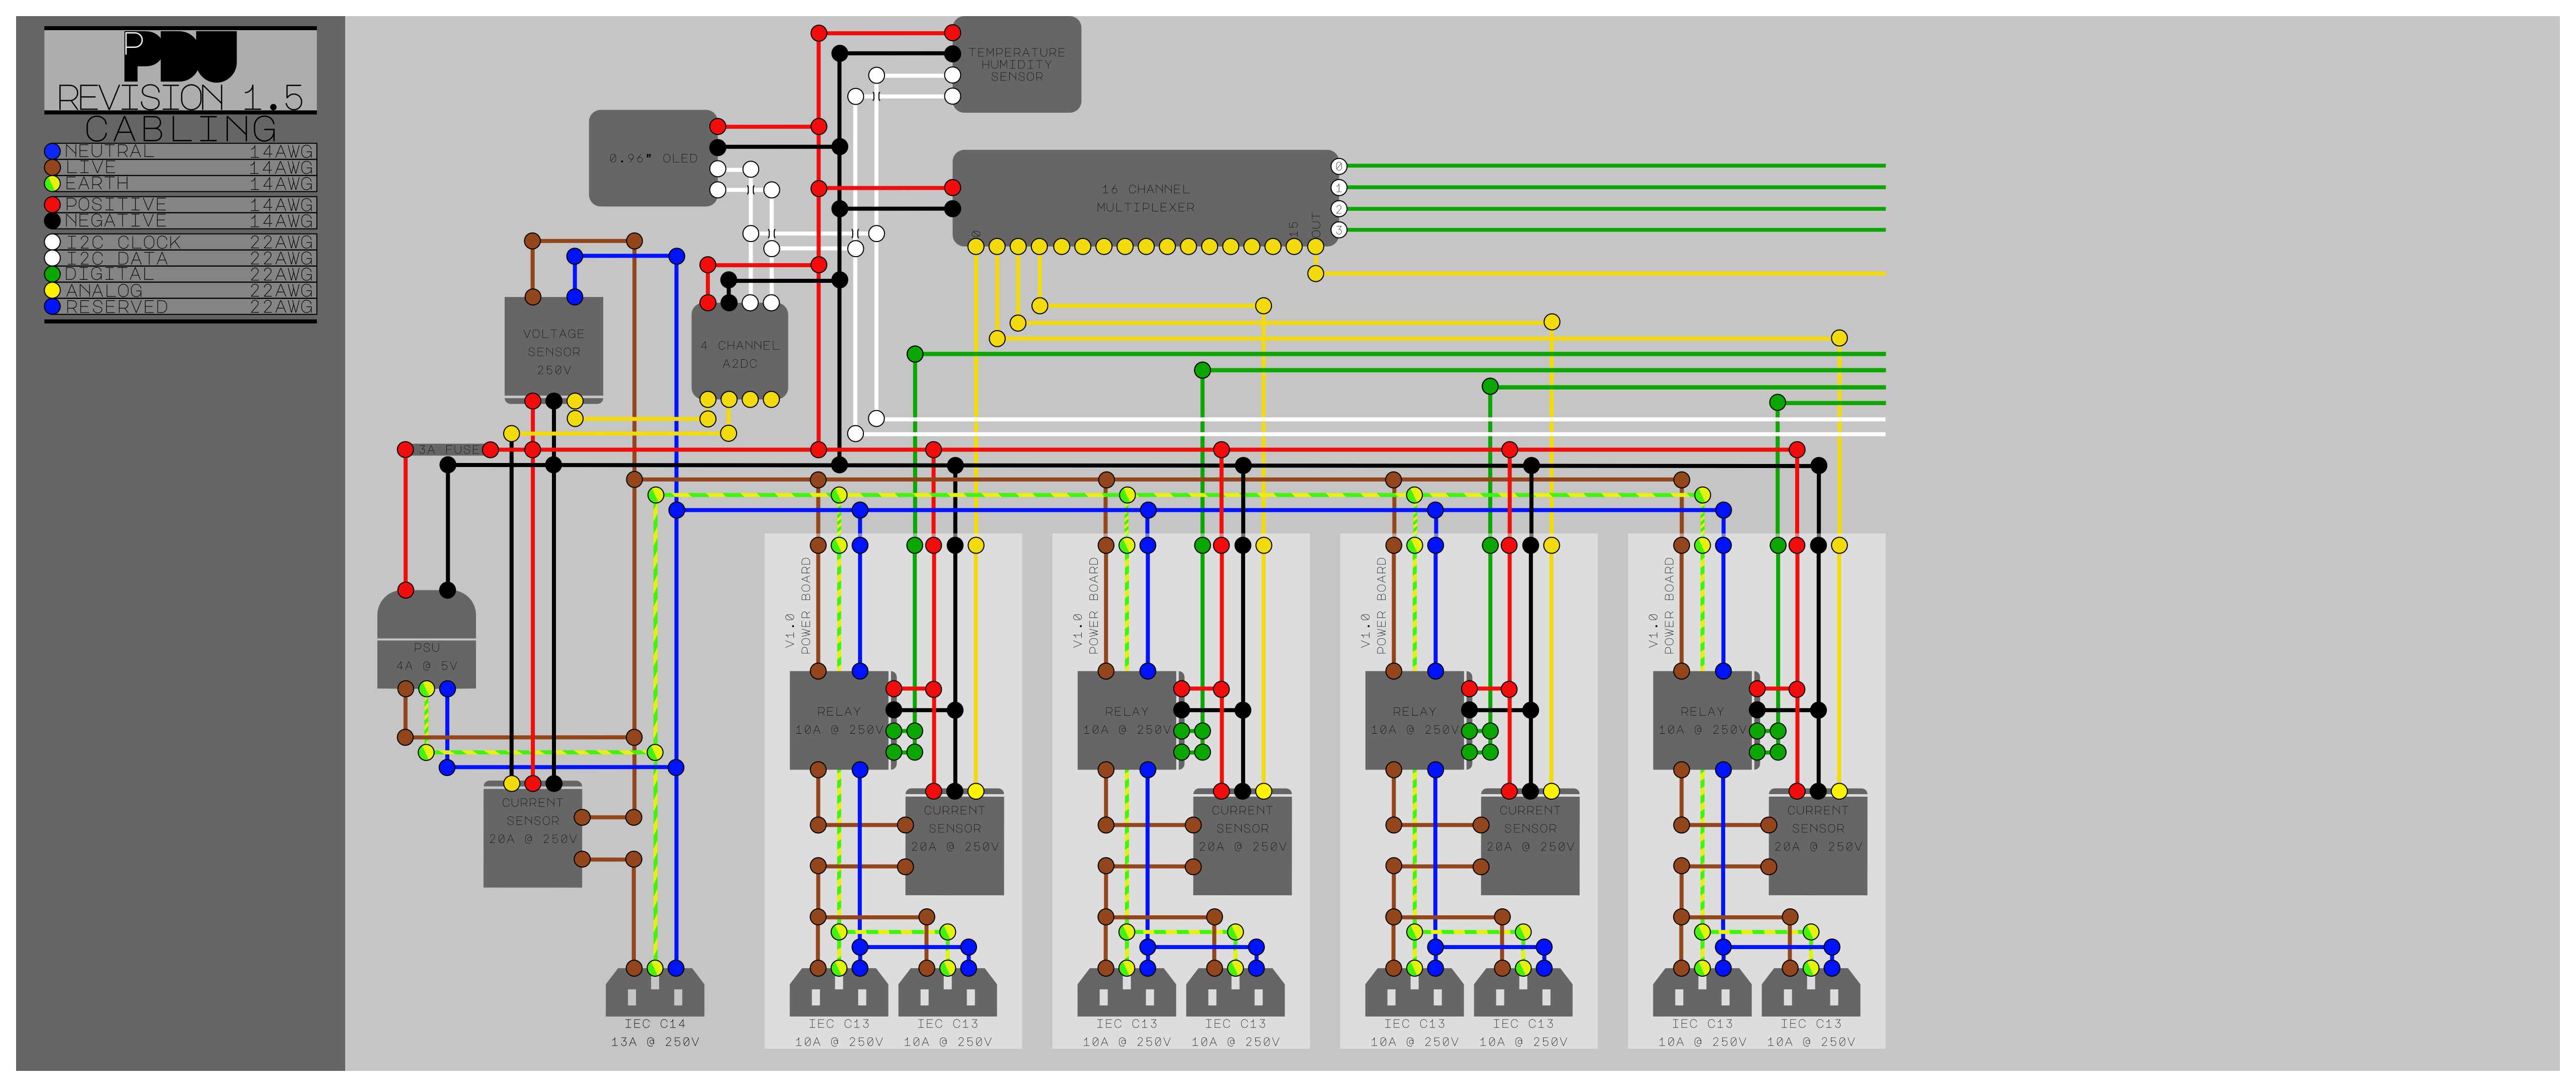 P
PDU
REVISION 1.5
CABLING
NEUTRAL 14AWG
LIVE 14AWG
EARTH 14AWG
POSITIVE 14AWG
NEGATIVE 14AWG
I2C CLOCK 22AWG
I2C DATA 22AWG
DIGITAL 22AWG
ANALOG 22AWG
RESERVED 22AWG
TEMPERATURE
HUMIDITY
SENSOR
0.96" OLED
16 CHANNEL
MULTIPLEXER
0
1
2
3
0
15
OUT
VOLTAGE
SENSOR
250V
4 CHANNEL
A2DC
3A FUSE
PSU
4A @ 5V
CURRENT
SENSOR
20A @ 250V
IEC C14
13A @ 250V
V1.0
POWER BOARD
RELAY
10A @ 250V
CURRENT
SENSOR
20A @ 250V
IEC C13
10A @ 250V
IEC C13
10A @ 250V
V1.0
POWER BOARD
RELAY
10A @ 250V
CURRENT
SENSOR
20A @ 250V
IEC C13
10A @ 250V
IEC C13
10A @ 250V
V1.0
POWER BOARD
RELAY
10A @ 250V
CURRENT
SENSOR
20A @ 250V
IEC C13
10A @ 250V
IEC C13
10A @ 250V
V1.0
POWER BOARD
RELAY
10A @ 250V
CURRENT
SENSOR
20A @ 250V
IEC C13
10A @ 250V
IEC C13
10A @ 250V